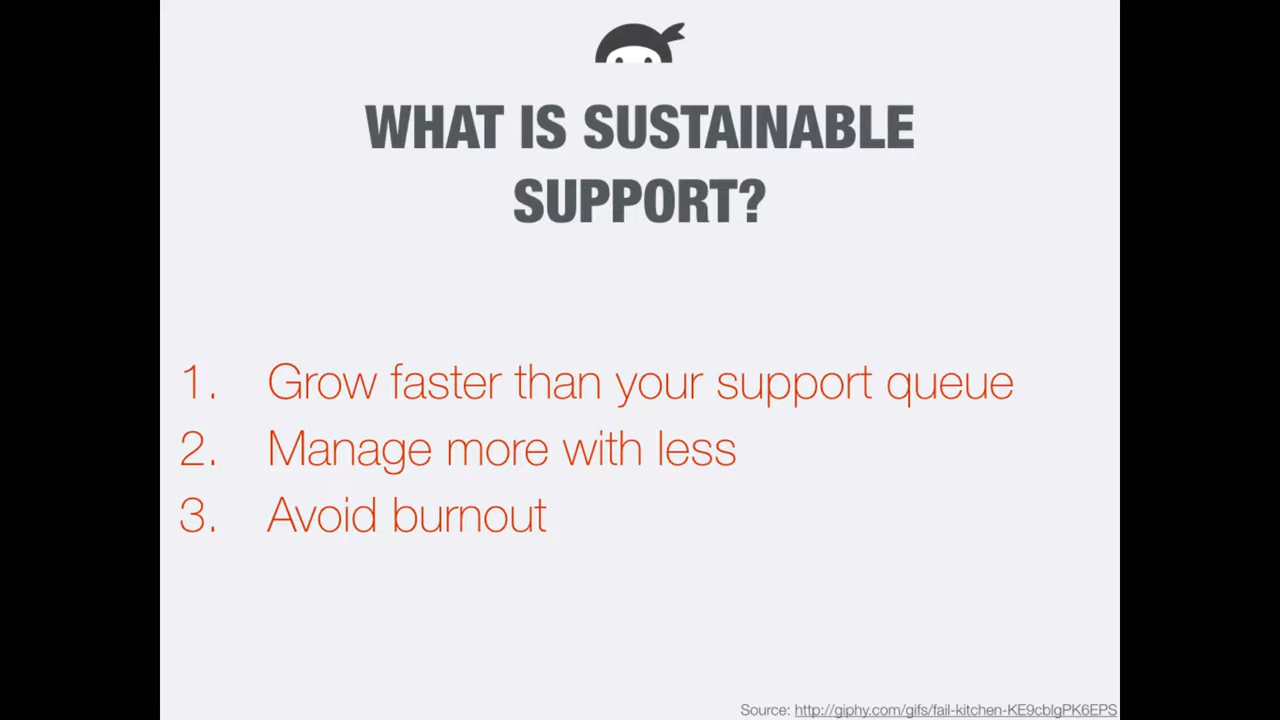 WHAT IS SUSTAINABLE
SUPPORT?
1. Grow faster than your support queue
2. Manage more with less
3. Avoid burnout
Source: http://giphy.com/gifs/fail-kitchen-KE9cblgPK6EPS